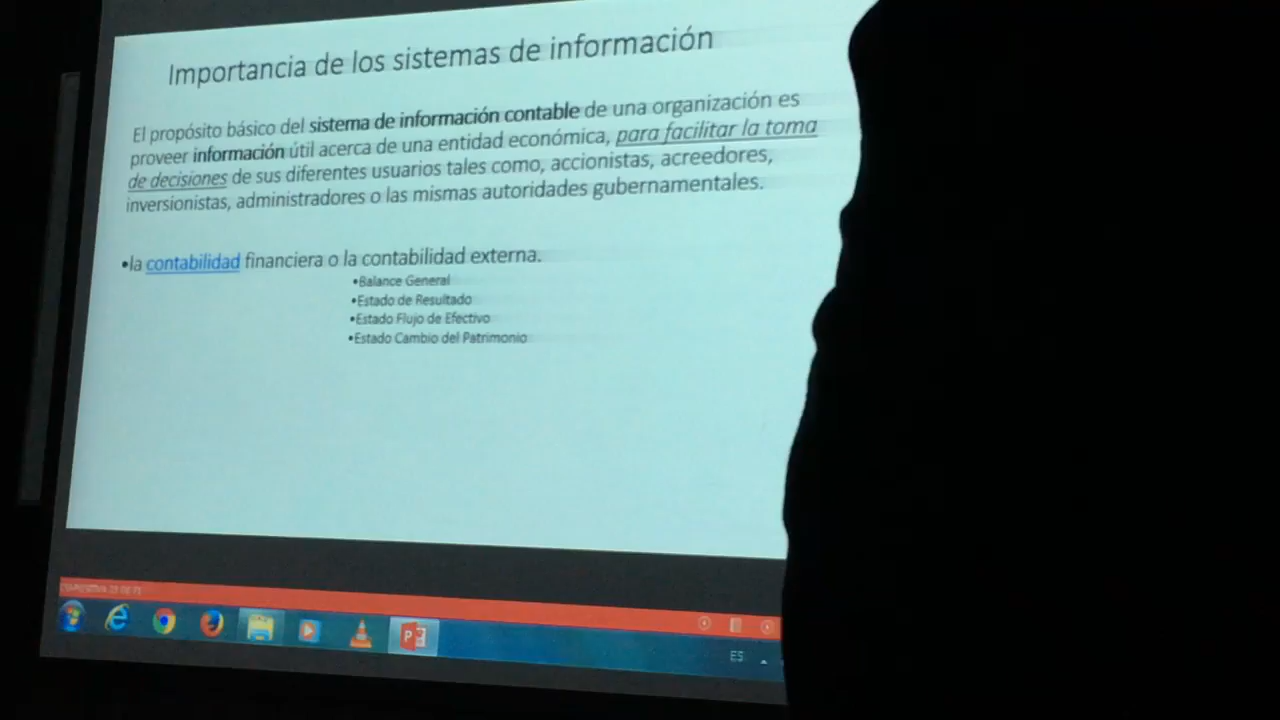 Importancia de los sistemas de información
El propósito básico del sistema de información contable de una organización es
proveer información útil acerca de una entidad económica, para facilitar la toma
de decisiones de sus diferentes usuarios tales como, accionistas, acreedores,
inversionistas, administradores o las mismas autoridades gubernamentales.
•la contabilidad financiera o la contabilidad externa.
•Balance General
•Estado de Resultado
•Estado Flujo de Efectivo
•Estado Cambio del Patrimonio
ES